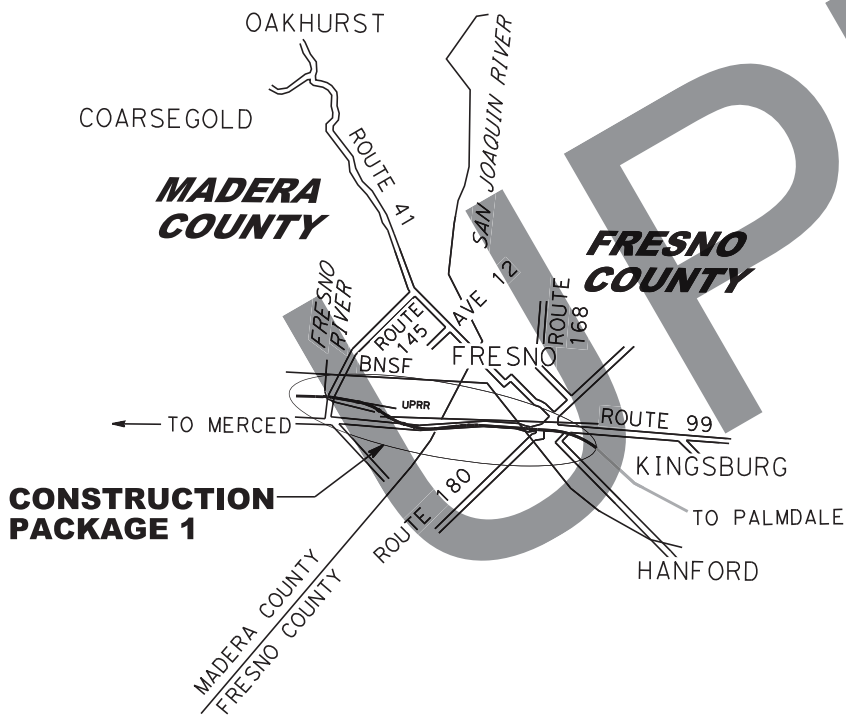 OAKHURST
COARSEGOLD
SAN JOAQUIN RIVER
ROUTE 41
MADERA
COUNTY
FRESNO
COUNTY
AVE 12
FRESNO
RIVER
ROUTE
145
ROUTE
168
BNSF
FRESNO
UPRR
ROUTE 99
TO MERCED
KINGSBURG
CONSTRUCTION
PACKAGE 1
ROUTE 180
TO PALMDALE
HANFORD
MADERA COUNTY
FRESNO COUNTY
UP